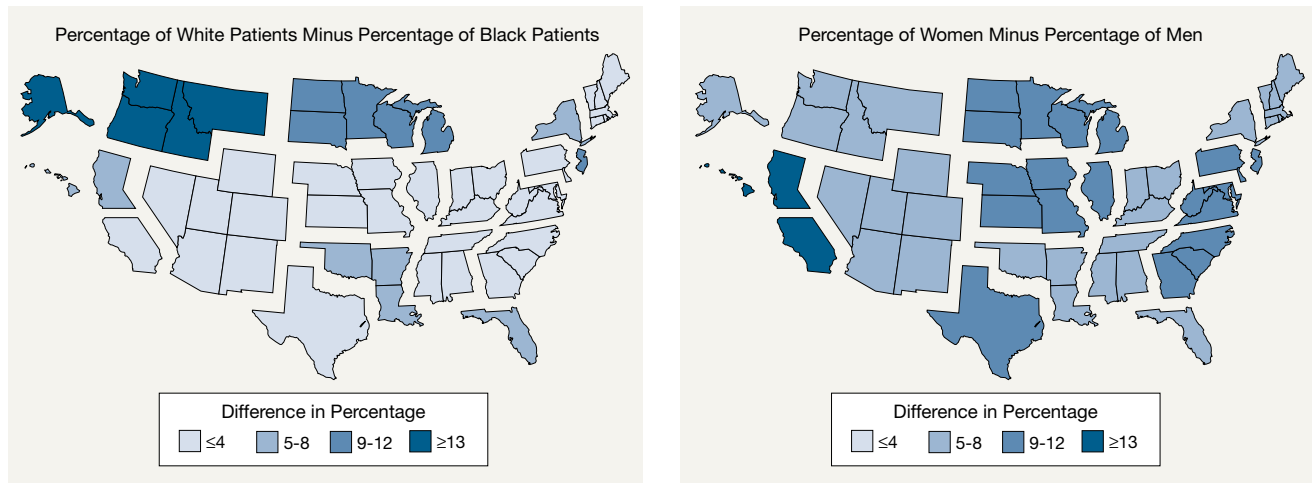 Percentage of White Patients Minus Percentage of Black Patients
Difference in Percentage
≤4 5-8 9-12 ≥13
Percentage of Women Minus Percentage of Men
Difference in Percentage
≤4 5-8 9-12 ≥13